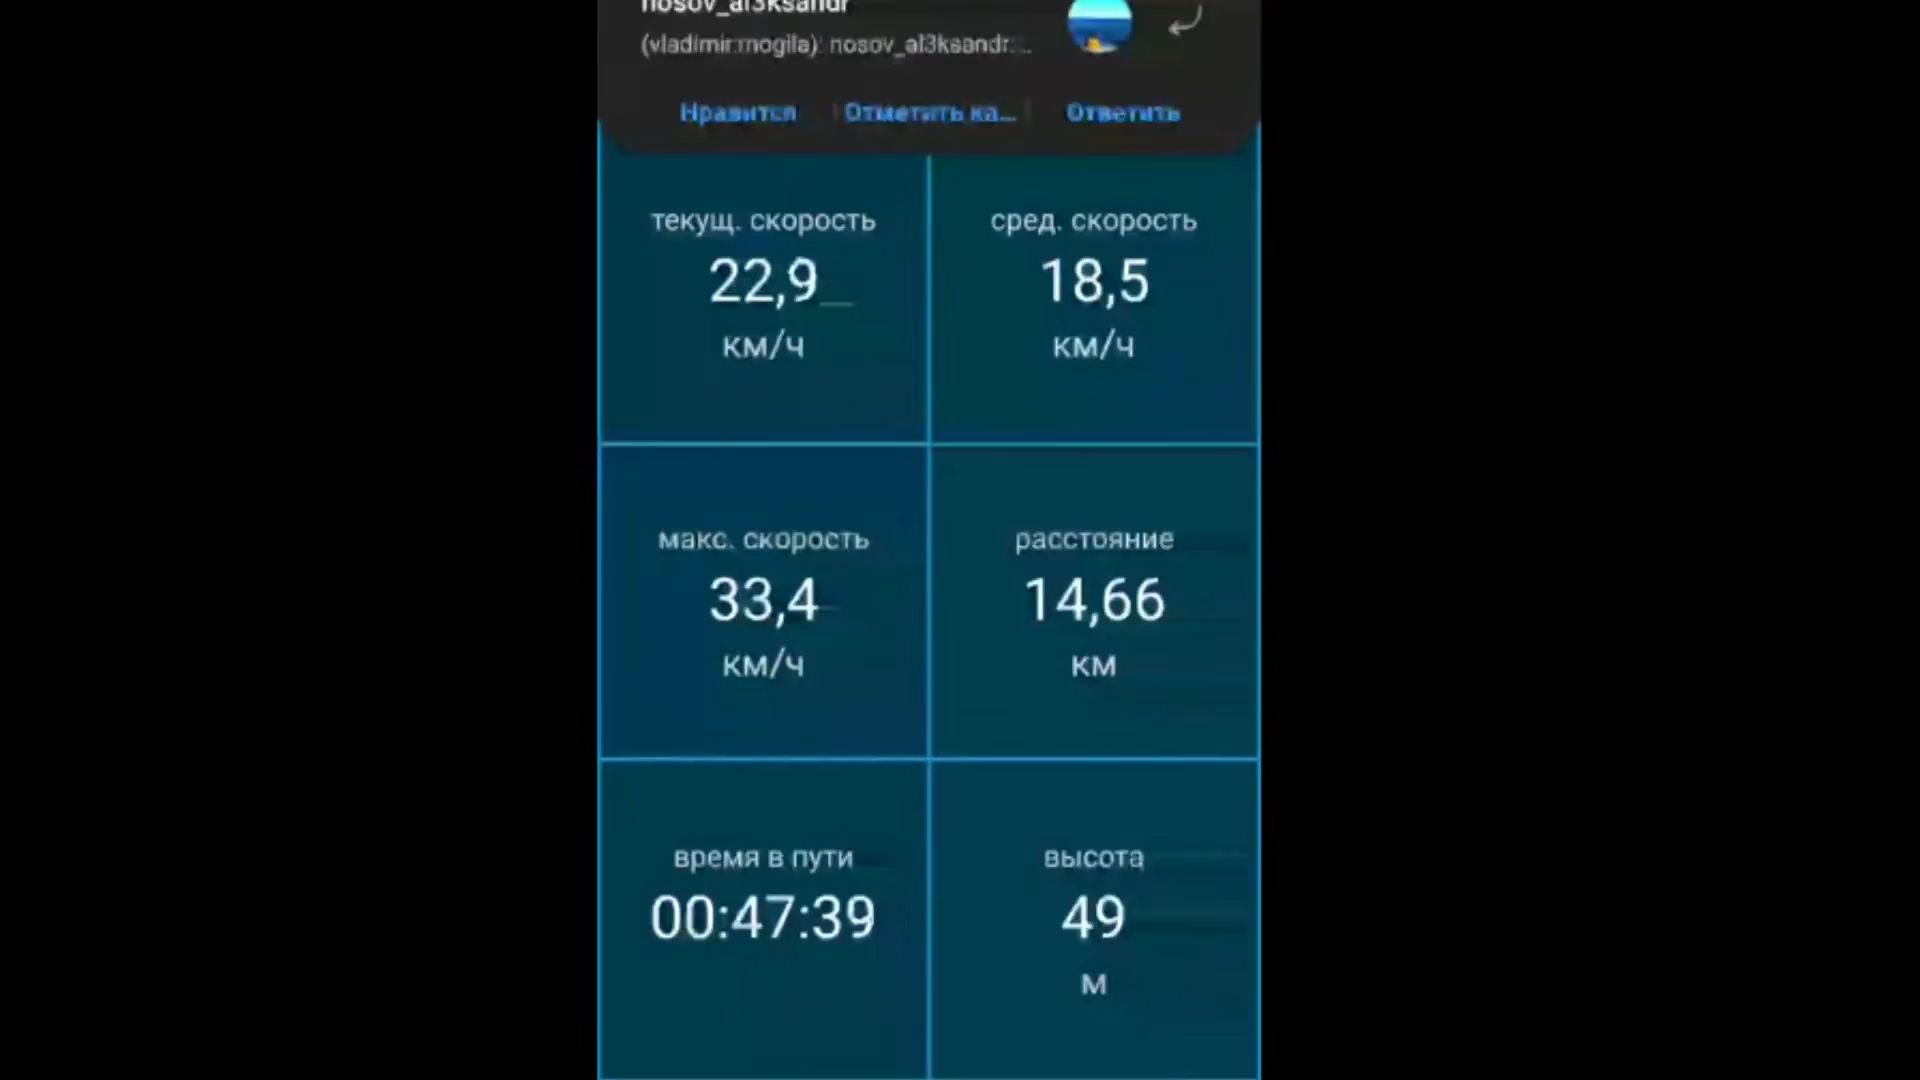 nosov_al3ksandr
(vladimir.mogila): nosov_al3ksandr:...
Нравится
Отметить ка...
Ответить
текущ. скорость
22,9
км/ч
сред. скорость
18,5
км/ч
макс. скорость
33,4
км/ч
расстояние
14,66
км
время в пути
00:47:39
высота
49
м